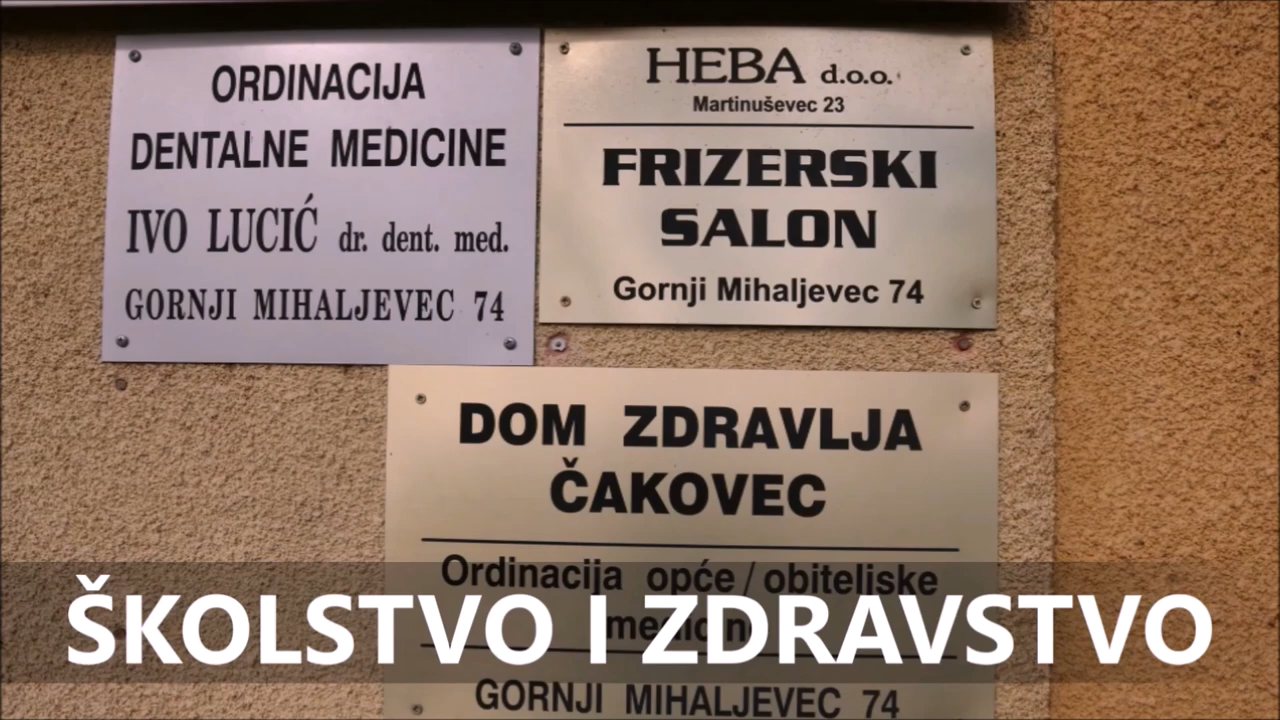 ORDINACIJA
DENTALNE MEDICINE
IVO LUCIĆ dr. dent. med.
GORNJI MIHALJEVEC 74
HEBA d.o.o.
Martinuševec 23
FRIZERSKI
SALON
Gornji Mihaljevec 74
DOM ZDRAVLJA
ČAKOVEC
Ordinacija opće / obiteljske
medicine
GORNJI MIHALJEVEC 74
ŠKOLSTVO I ZDRAVSTVO